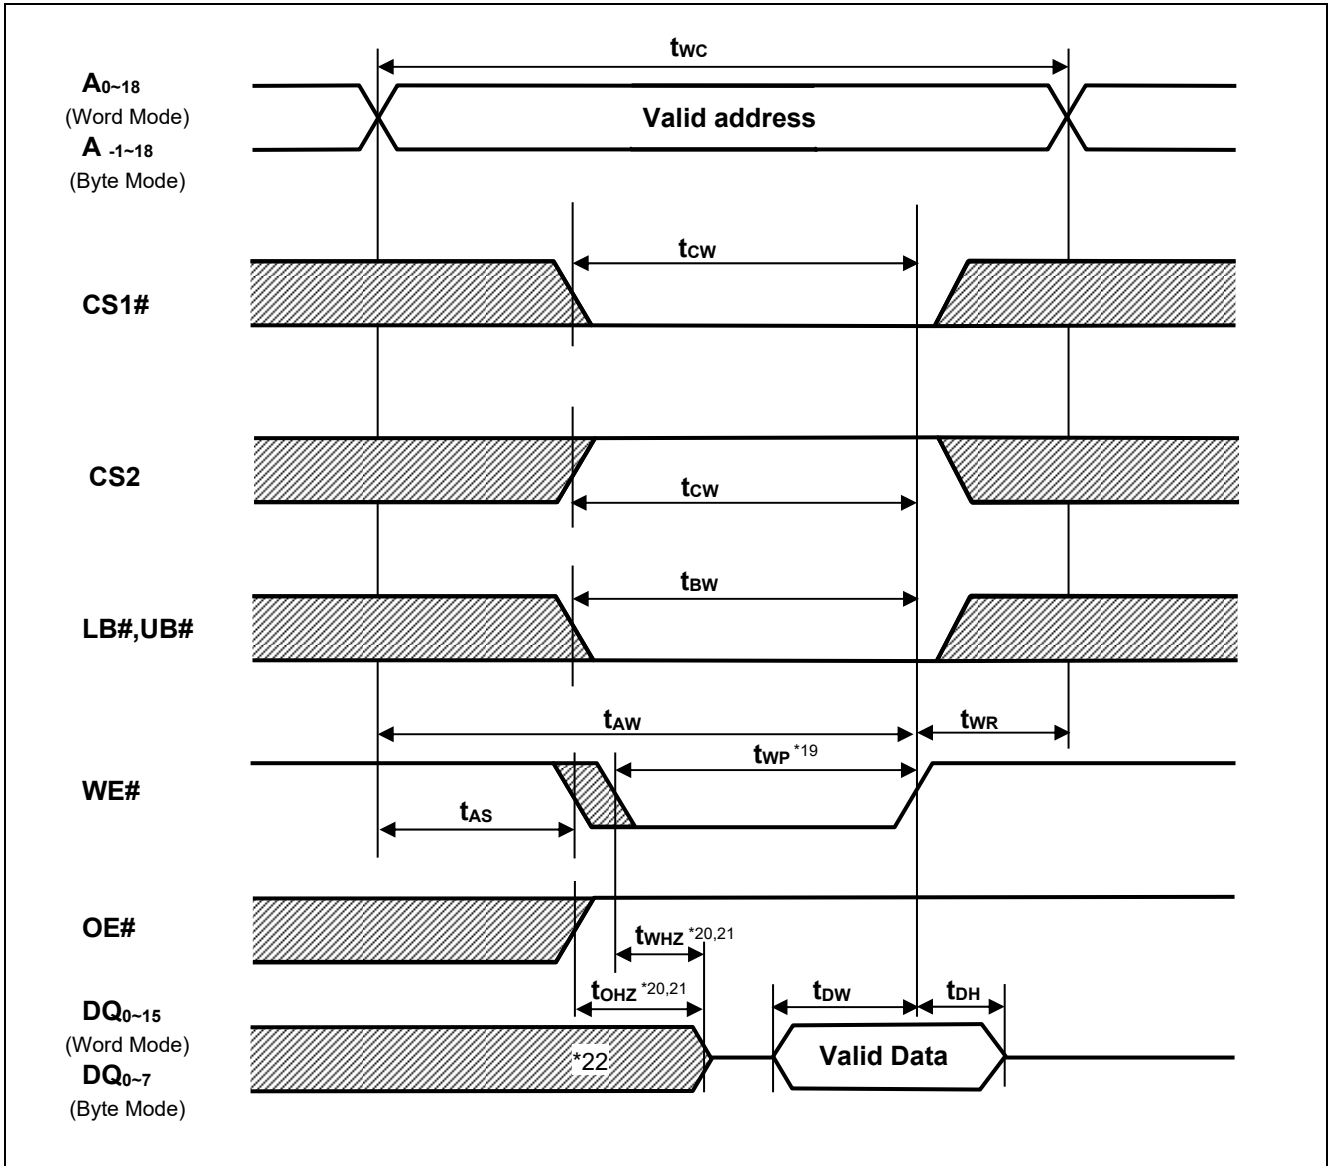 tWC
A0~18
(Word Mode)
A -1~18
(Byte Mode)
Valid address
CS1#
tCW
CS2
tCW
LB#,UB#
tBW
tAW
tWR
tWP *19
WE#
tAS
OE#
tWHZ *20,21
tOHZ *20,21
tDW
tDH
DQ0~15
(Word Mode)
DQ0~7
(Byte Mode)
*22
Valid Data